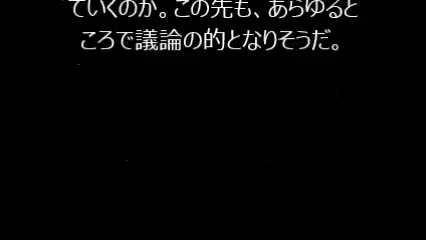 ていくのか。この先も、あらゆると
ころで議論の的となりそうだ。